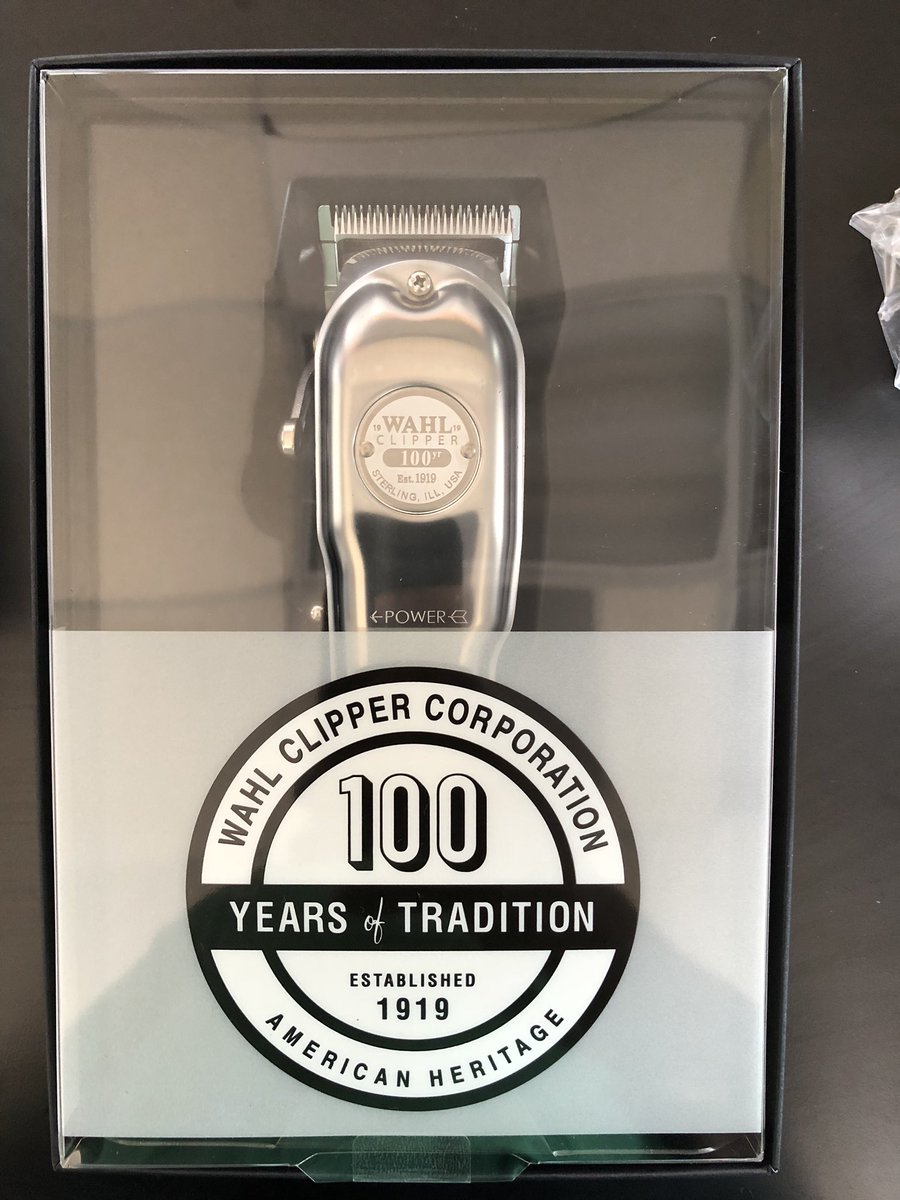 19 WAHL 19
CLIPPER
100yr
Est. 1919
STERLING, ILL, USA
POWER
WAHL CLIPPER CORPORATION
100
YEARS of TRADITION
ESTABLISHED
1919
AMERICAN HERITAGE